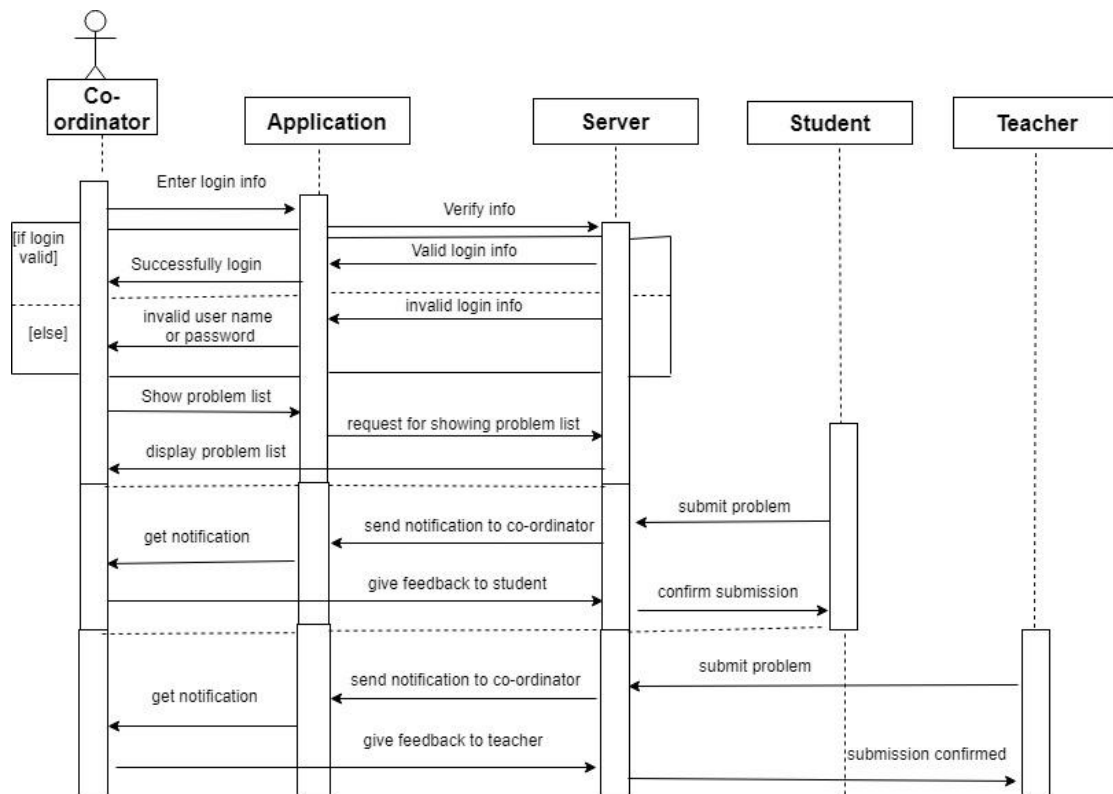 Co-
ordinator
Application
Server
Student
Teacher
Enter login info
Verify info
[if login
valid]
Valid login info
Successfully login
invalid login info
[else]
invalid user name
or password
Show problem list
request for showing problem list
display problem list
submit problem
send notification to co-ordinator
get notification
give feedback to student
confirm submission
submit problem
send notification to co-ordinator
get notification
give feedback to teacher
submission confirmed